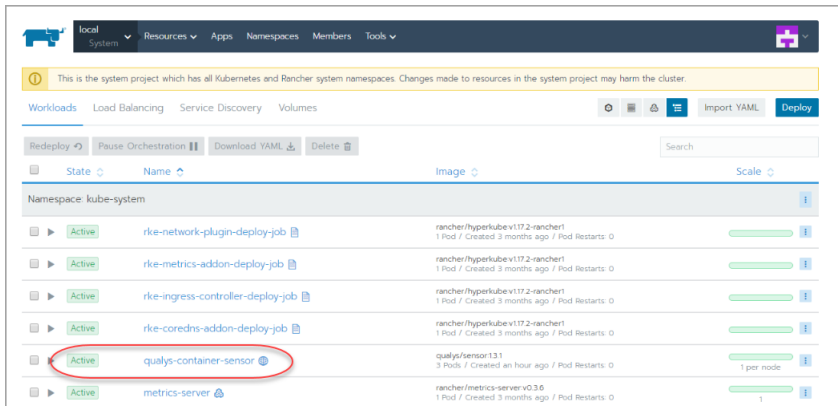 local
System
Resources Apps Namespaces Members Tools
This is the system project which has all Kubernetes and Rancher system namespaces. Changes made to resources in the system project may harm the cluster.
Workloads Load Balancing Service Discovery Volumes Import YAML Deploy
Redeploy Pause Orchestration Download YAML Delete Search
State Name Image Scale
Namespace: kube-system
Active rke-network-plugin-deploy-job rancher/hyperkube:v1.17.2-rancher1
1 Pod / Created 3 months ago / Pod Restarts: 0
Active rke-metrics-addon-deploy-job rancher/hyperkube:v1.17.2-rancher1
1 Pod / Created 3 months ago / Pod Restarts: 0
Active rke-ingress-controller-deploy-job rancher/hyperkube:v1.17.2-rancher1
1 Pod / Created 3 months ago / Pod Restarts: 0
Active rke-coredns-addon-deploy-job rancher/hyperkube:v1.17.2-rancher1
1 Pod / Created 3 months ago / Pod Restarts: 0
Active qualys-container-sensor qualys/sensor:1.3.1
3 Pods / Created an hour ago / Pod Restarts: 0 1 per node
Active metrics-server rancher/metrics-server:v0.3.6
1 Pod / Created 3 months ago / Pod Restarts: 0 1